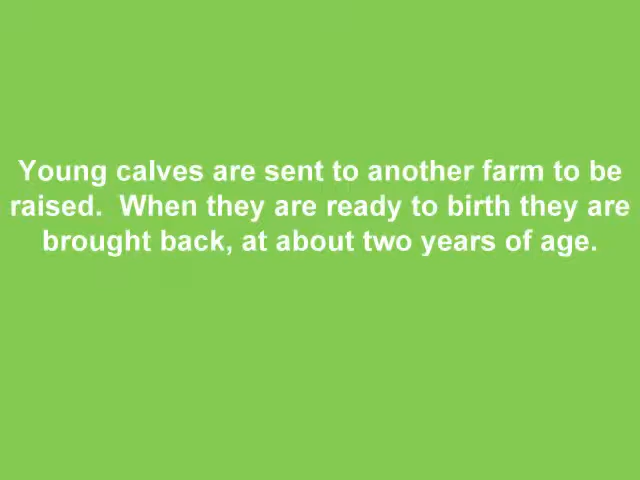 Young calves are sent to another farm to be
raised.  When they are ready to birth they are
brought back, at about two years of age.